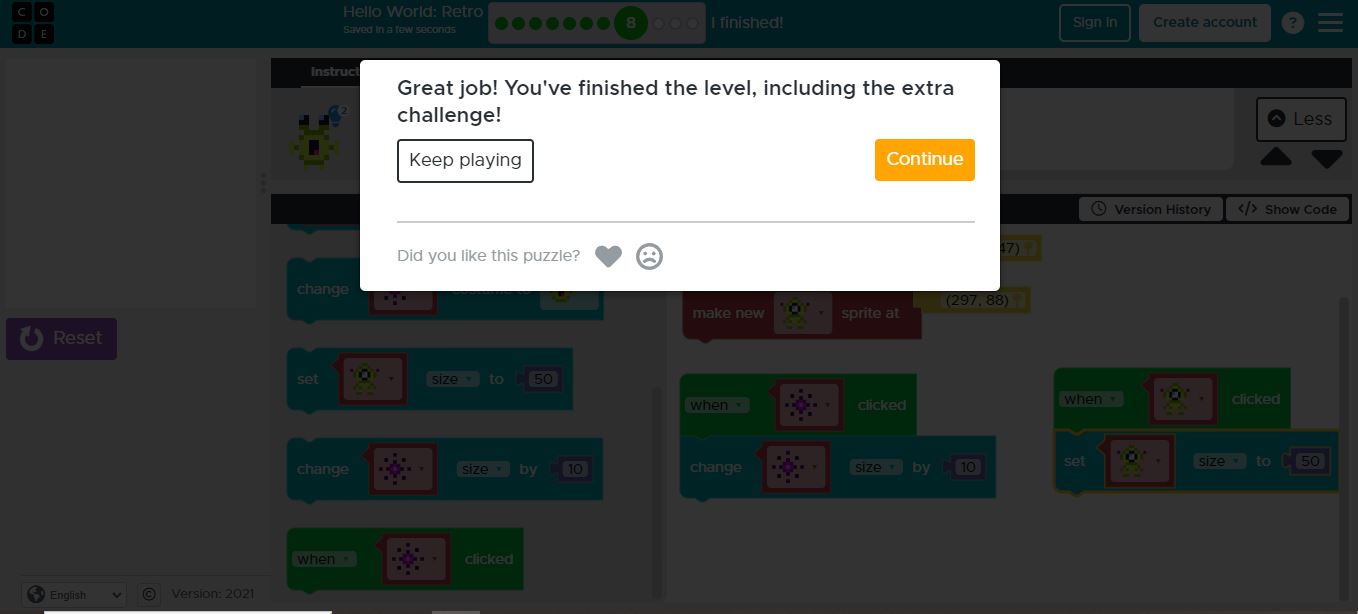 C O
D E
Hello World: Retro
Saved in a few seconds
8
I finished!
Sign in
Create account
?
Instruct
2
Great job! You've finished the level, including the extra
challenge!
Keep playing
Continue
Did you like this puzzle?
Less
Version History
</> Show Code
Reset
change
set size to 50
change size by 10
when clicked
47)
(297, 88)
make new sprite at
when clicked
change size by 10
when clicked
set size to 50
English
©
Version: 2021